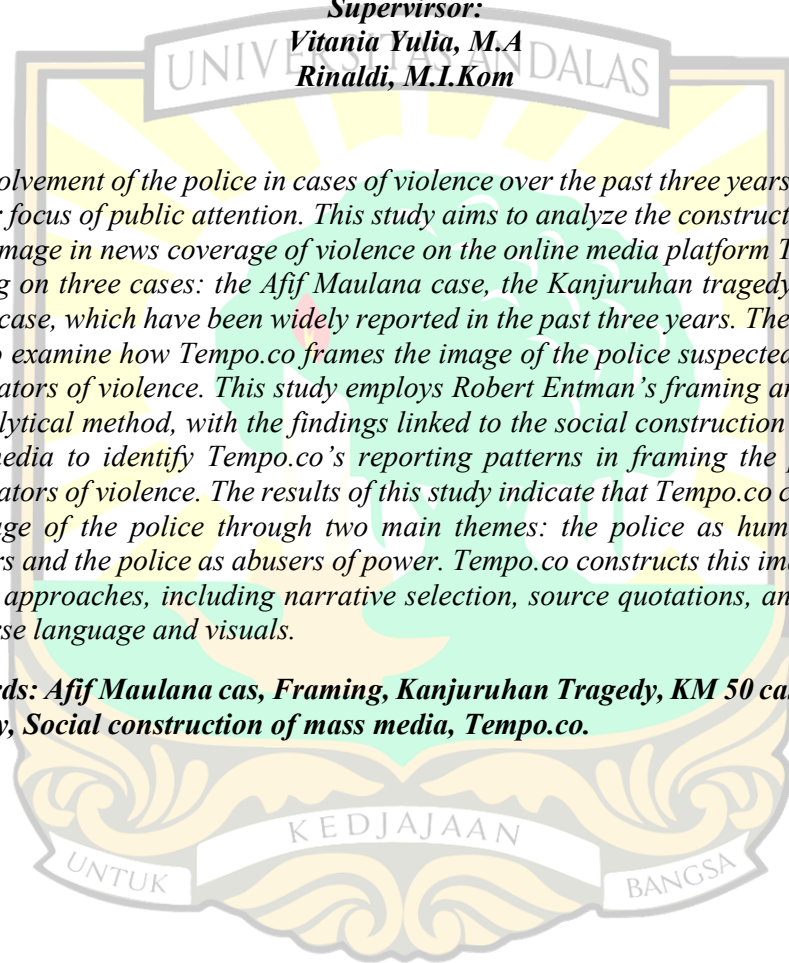 Supervirsor:
Vitania Yulia, M.A
UNIVERSITAS ANDALAS
Rinaldi, M.I.Kom
olvement of the police in cases of violence over the past three years
focus of public attention. This study aims to analyze the construct
mage in news coverage of violence on the online media platform T
g on three cases: the Afif Maulana case, the Kanjuruhan tragedy
case, which have been widely reported in the past three years. The
o examine how Tempo.co frames the image of the police suspected
ators of violence. This study employs Robert Entman's framing an
lytical method, with the findings linked to the social construction
nedia to identify Tempo.co's reporting patterns in framing the p
ators of violence. The results of this study indicate that Tempo.co c
age of the police through two main themes: the police as hum
rs and the police as abusers of power. Tempo.co constructs this im
approaches, including narrative selection, source quotations, an
rse language and visuals.
rds: Afif Maulana cas, Framing, Kanjuruhan Tragedy, KM 50 ca
y, Social construction of mass media, Tempo.co.
KEDJAJAAN
UNTUK BANGSA